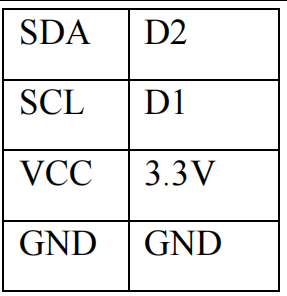 SDA D2
SCL D1
VCC 3.3V
GND GND